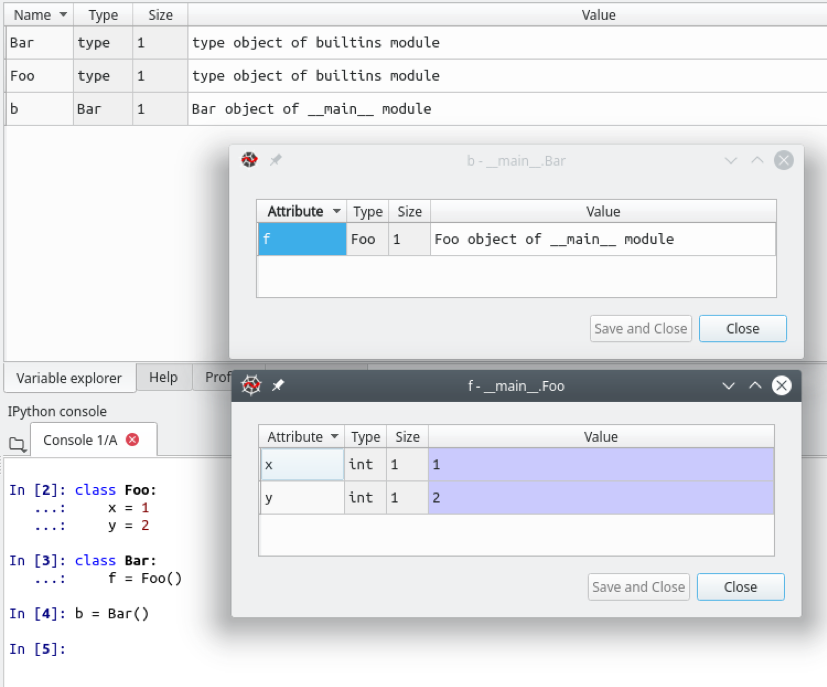 Name Type Size Value
Bar type 1 type object of builtins module
Foo type 1 type object of builtins module
b Bar 1 Bar object of __main__ module
b - __main__.Bar
Attribute Type Size Value
f Foo 1 Foo object of __main__ module
Save and Close Close
Variable explorer Help
f - __main__.Foo
Attribute Type Size Value
x int 1 1
y int 1 2
Save and Close Close
IPython console
Console 1/A
In [2]: class Foo:
...: x = 1
...: y = 2
In [3]: class Bar:
...: f = Foo()
In [4]: b = Bar()
In [5]: